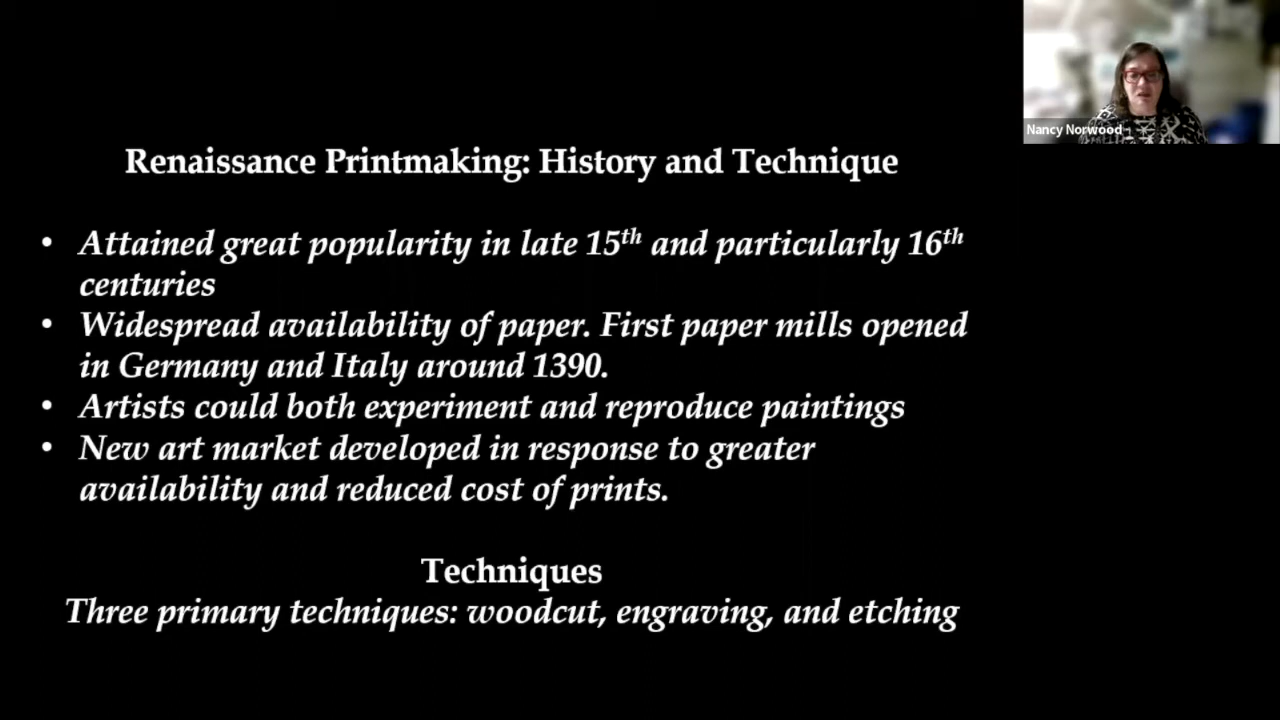 Renaissance Printmaking: History and Technique
• Attained great popularity in late 15th and particularly 16th
centuries
• Widespread availability of paper. First paper mills opened
in Germany and Italy around 1390.
• Artists could both experiment and reproduce paintings
• New art market developed in response to greater
availability and reduced cost of prints.
Techniques
Three primary techniques: woodcut, engraving, and etching
Nancy Norwood